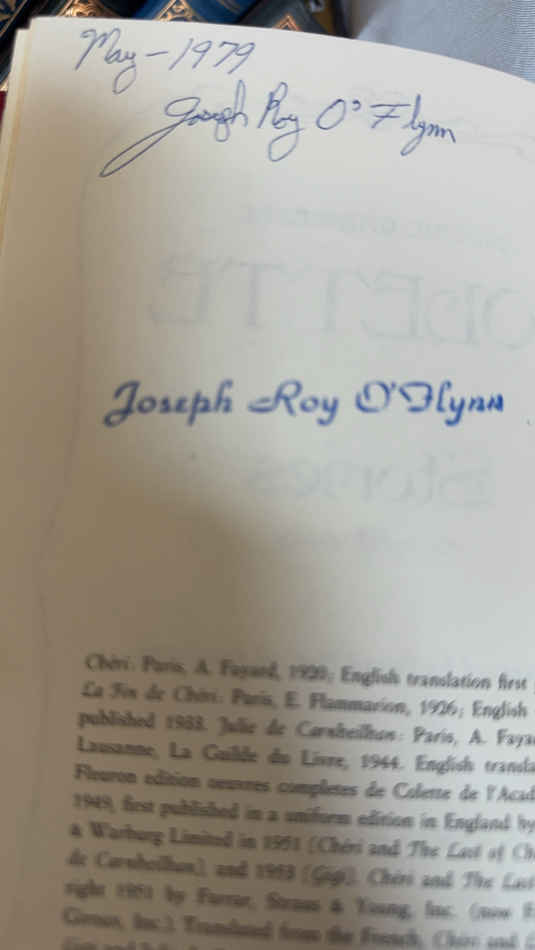 May - 1979
Joseph Roy O'Flynn
Joseph Roy O'Flynn
Chéri: Paris, A. Fayard, 1920; English translation first
La Fin de Chéri: Paris, E. Flammarion, 1926; English
published 1933. Julie de Carneilhan: Paris, A. Faya
Lausanne, La Guilde du Livre, 1944. English transla
Fleuron edition oeuvres completes de Colette de l'Acad
1949, first published in a uniform edition in England by
& Warburg Limited in 1951 (Chéri and The Last of Ch
de Carneilhan), and 1953 (Gigi). Chéri and The Last
right 1951 by Farrar, Straus & Young, Inc. (now F
Giroux, Inc.). Translated from the French. Chéri and